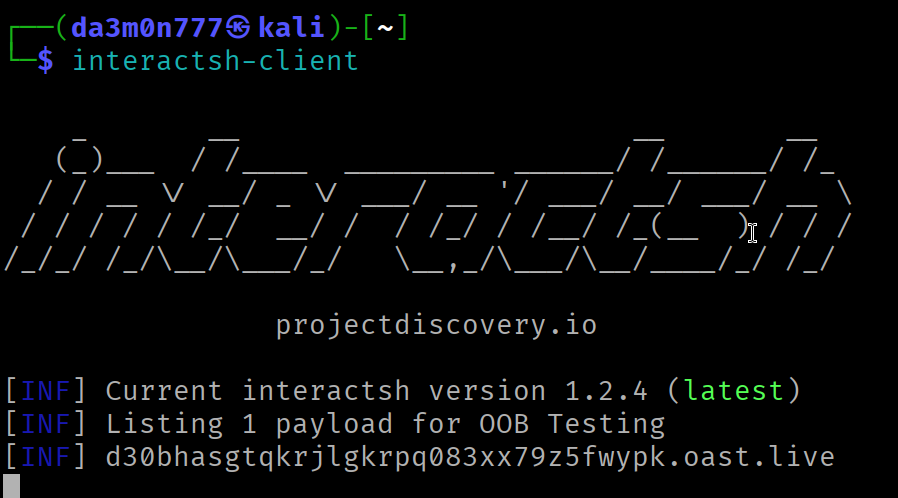 ┌──(da3m0n777㉿kali)-[~]
└─$ interactsh-client
interactsh
projectdiscovery.io
[INF] Current interactsh version 1.2.4 (latest)
[INF] Listing 1 payload for OOB Testing
[INF] d30bhasgtqkrjlgkrpq083xx79z5fwypk.oast.live